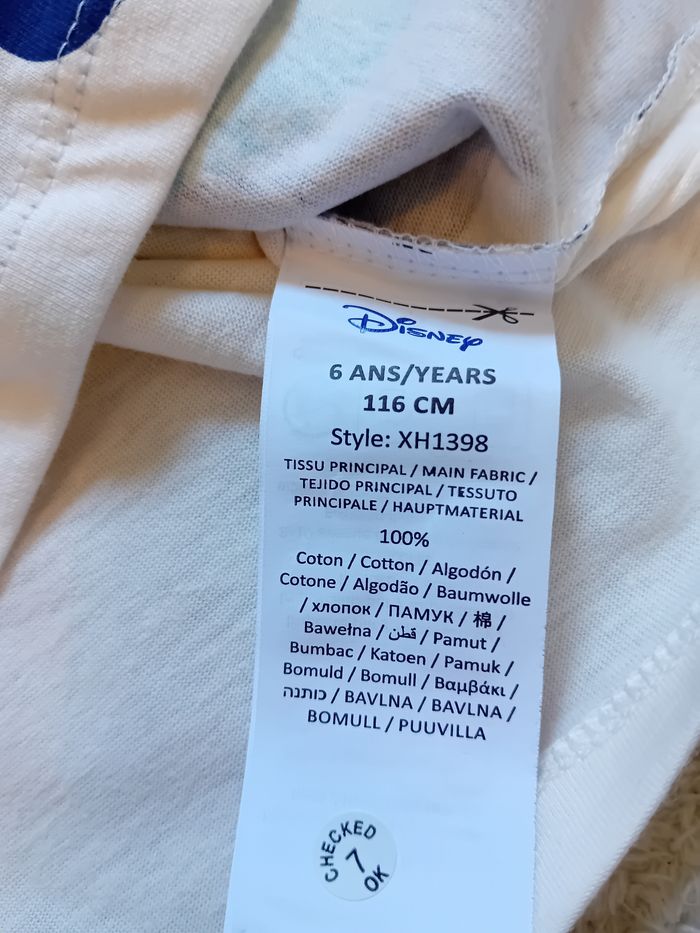 Disney
6 ANS/YEARS
116 CM
Style: XH1398
TISSU PRINCIPAL / MAIN FABRIC /
TEJIDO PRINCIPAL / TESSUTO
PRINCIPALE / HAUPTMATERIAL
100%
Coton / Cotton / Algodón /
Cotone / Algodão / Baumwolle
/ хлопок / ПАМУК / 棉 /
Bawełna / قطن / Pamut /
Bumbac / Katoen / Pamuk /
Bomuld / Bomull / Βαμβάκι /
כותנה / BAVLNA / BAVLNA /
BOMULL / PUUVILLA
CHECKED
7
OK